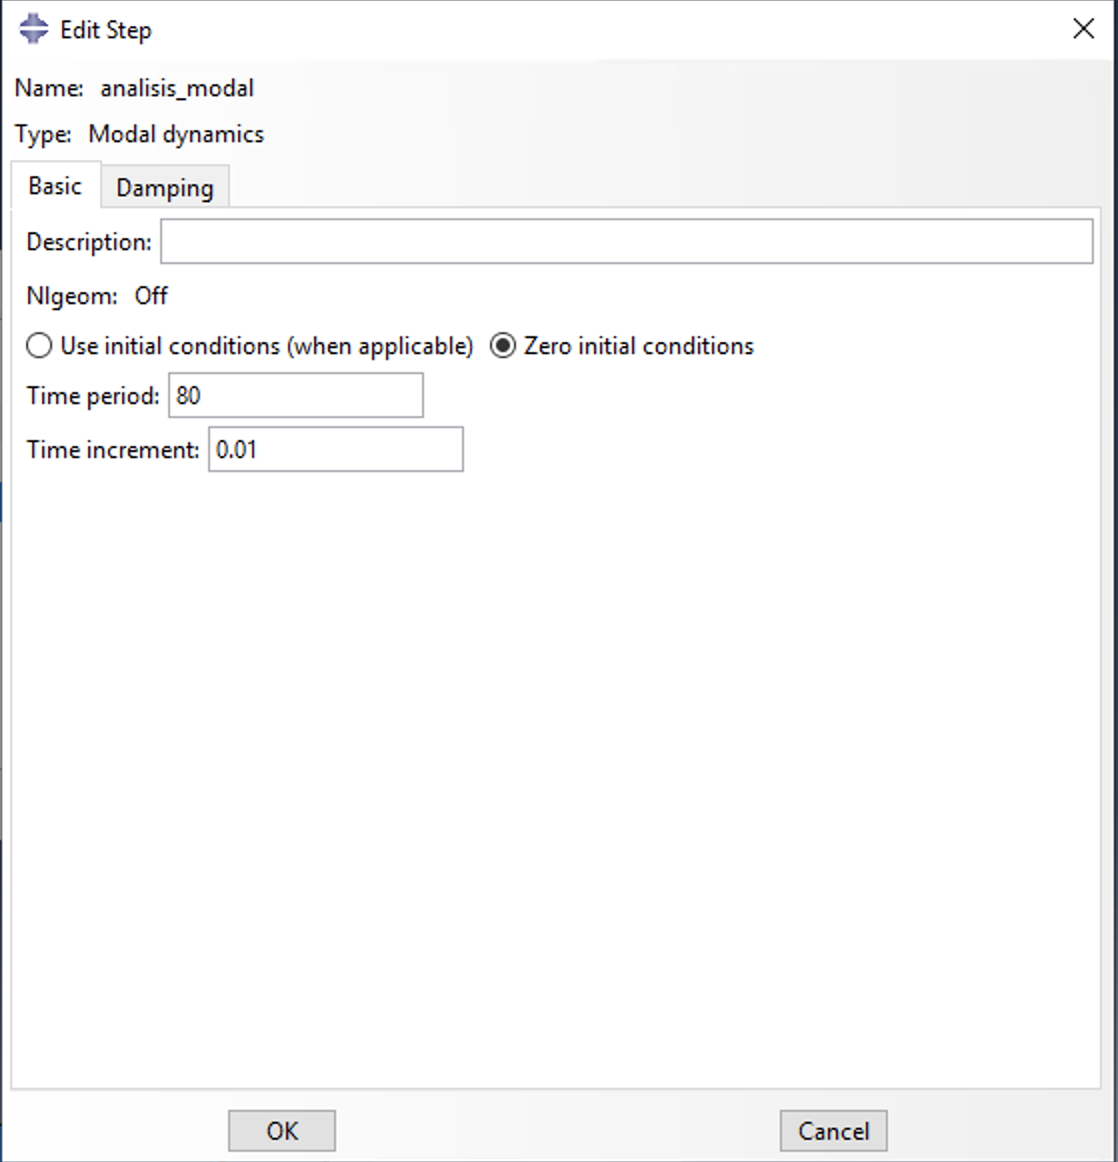 Edit Step
Name: analisis_modal
Type: Modal dynamics
Basic Damping
Description:
Nlgeom: Off
Use initial conditions (when applicable) Zero initial conditions
Time period: 80
Time increment: 0.01
OK Cancel